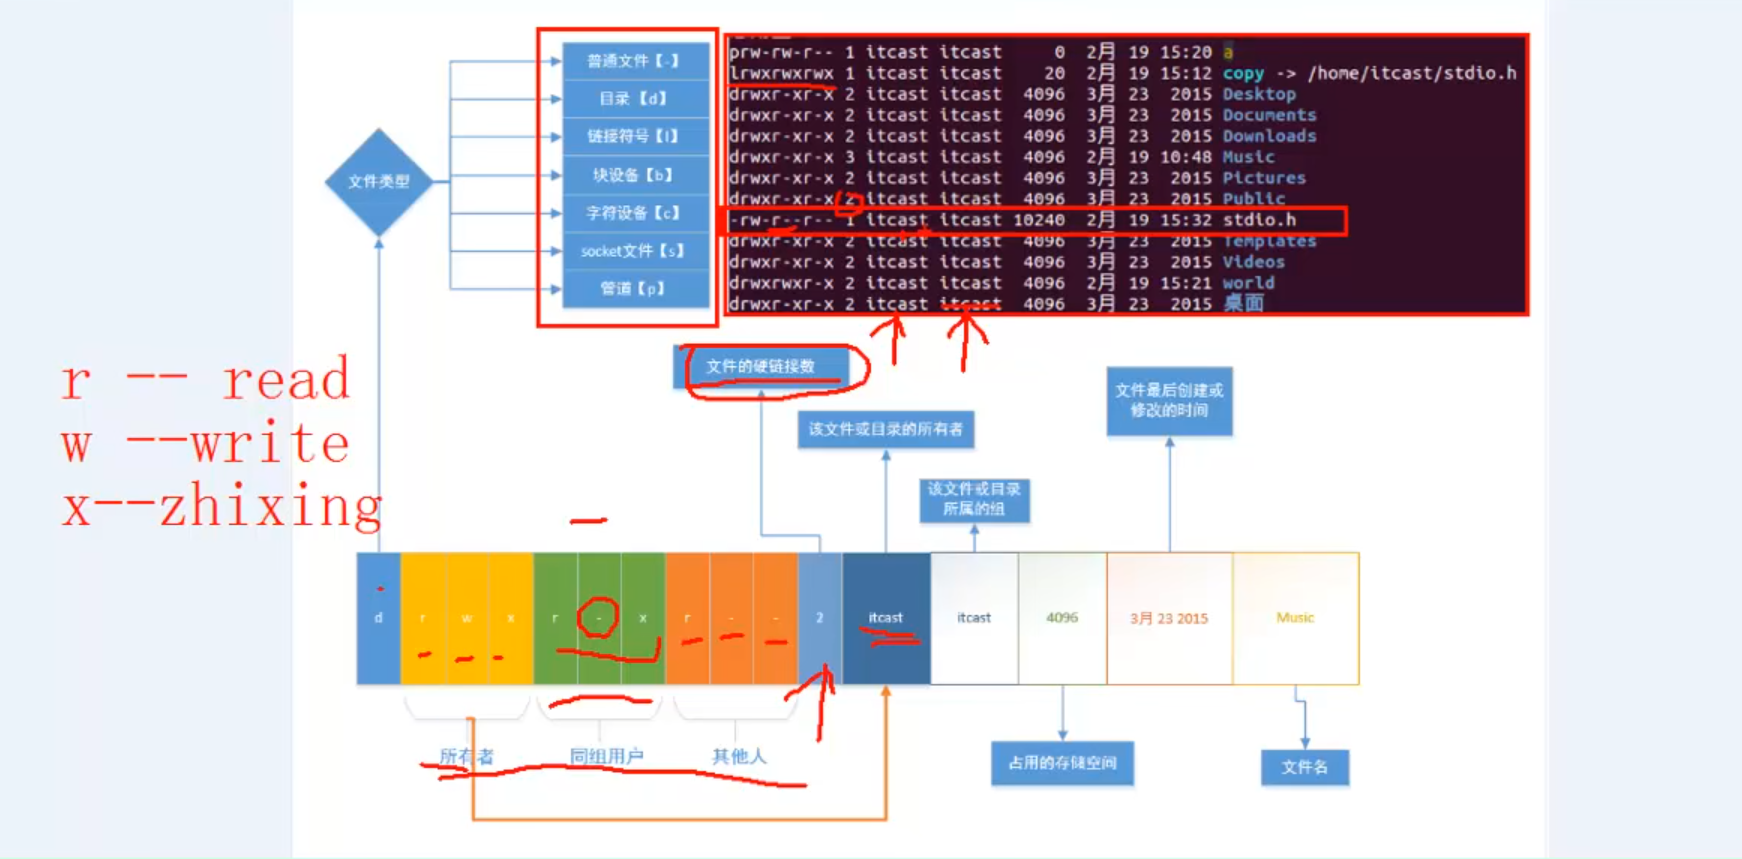 普通文件【-】
目录【d】
链接符号【l】
块设备【b】
字符设备【c】
socket文件【s】
管道【p】
文件类型
prw-rw-r-- 1 itcast itcast 0 2月 19 15:20 a
lrwxrwxrwx 1 itcast itcast 20 2月 19 15:12 copy -> /home/itcast/stdio.h
drwxr-xr-x 2 itcast itcast 4096 3月 23 2015 Desktop
drwxr-xr-x 2 itcast itcast 4096 3月 23 2015 Documents
drwxr-xr-x 2 itcast itcast 4096 3月 23 2015 Downloads
drwxr-xr-x 3 itcast itcast 4096 2月 19 10:48 Music
drwxr-xr-x 2 itcast itcast 4096 3月 23 2015 Pictures
drwxr-xr-x 2 itcast itcast 4096 3月 23 2015 Public
-rw-r--r-- 1 itcast itcast 10240 2月 19 15:32 stdio.h
drwxr-xr-x 2 itcast itcast 4096 3月 23 2015 Templates
drwxr-xr-x 2 itcast itcast 4096 3月 23 2015 Videos
drwxrwxr-x 2 itcast itcast 4096 2月 19 15:21 world
drwxr-xr-x 2 itcast itcast 4096 3月 23 2015 桌面
r -- read
w --write
x--zhixing
文件的硬链接数
该文件或目录的所有者
该文件或目录
所属的组
文件最后创建或
修改的时间
d r w x r - x r - - 2 itcast itcast 4096 3月 23 2015 Music
所有者 同组用户 其他人
占用的存储空间
文件名